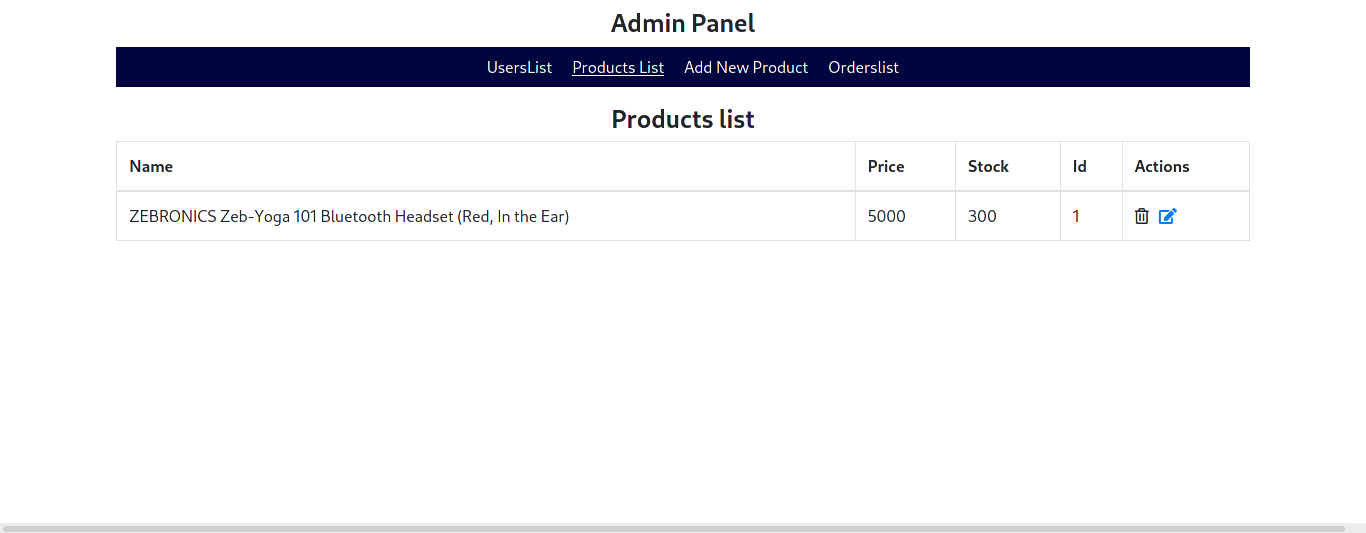 Admin Panel
UsersList Products List Add New Product Orderslist
Products list
Name Price Stock Id Actions
ZEBRONICS Zeb-Yoga 101 Bluetooth Headset (Red, In the Ear) 5000 300 1